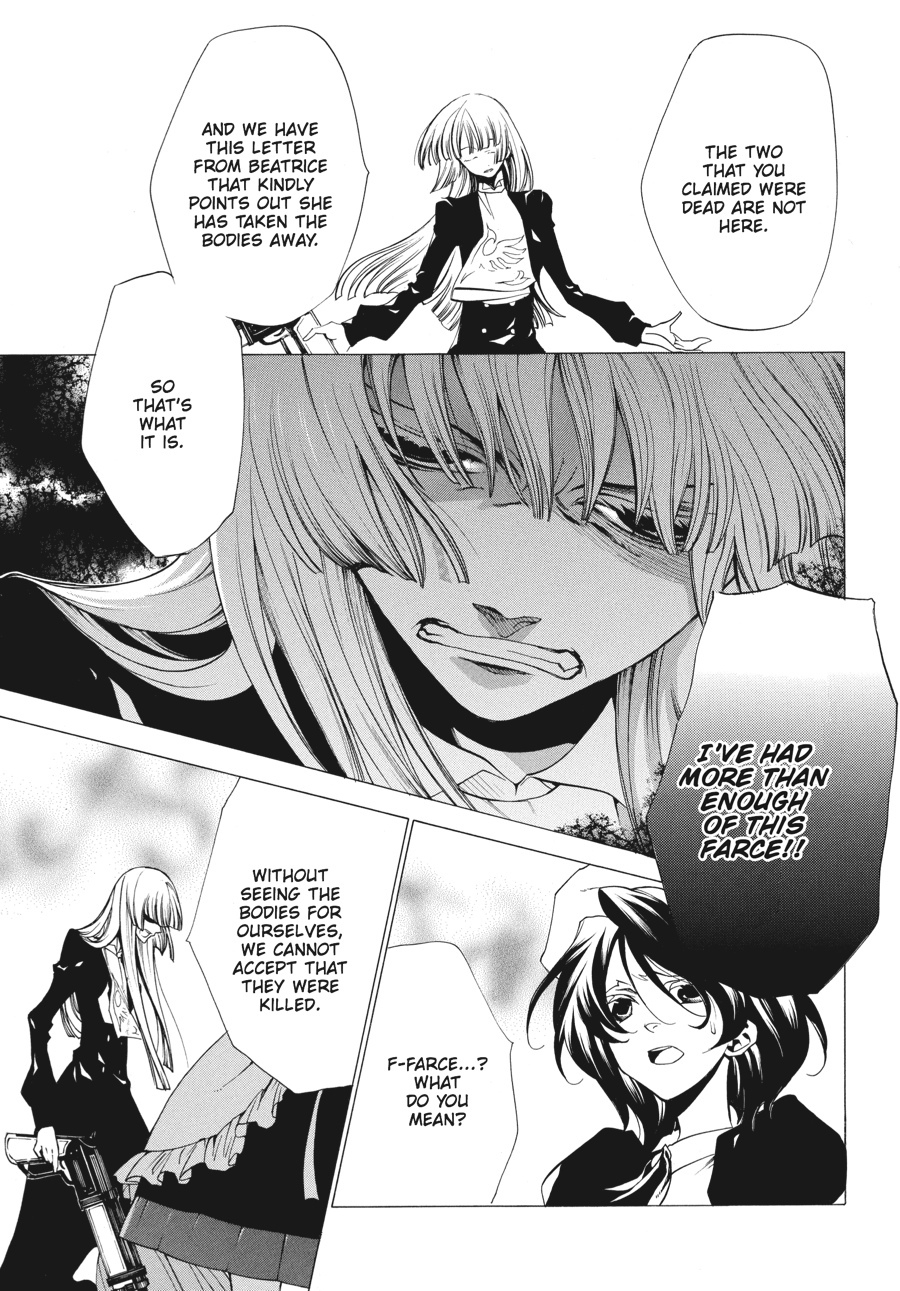 THE TWO
THAT YOU
CLAIMED WERE
DEAD ARE NOT
HERE.
AND WE HAVE
THIS LETTER
FROM BEATRICE
THAT KINDLY
POINTS OUT SHE
HAS TAKEN THE
BODIES AWAY.
SO
THAT'S
WHAT
IT IS.
I'VE HAD
MORE THAN
ENOUGH
OF THIS
FARCE!!
F-FARCE...?
WHAT
DO YOU
MEAN?
WITHOUT
SEEING THE
BODIES FOR
OURSELVES,
WE CANNOT
ACCEPT THAT
THEY WERE
KILLED.